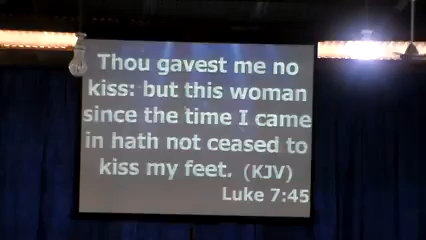 Thou gavest me no
kiss: but this woman
since the time I came
in hath not ceased to
kiss my feet. (KJV)
Luke 7:45